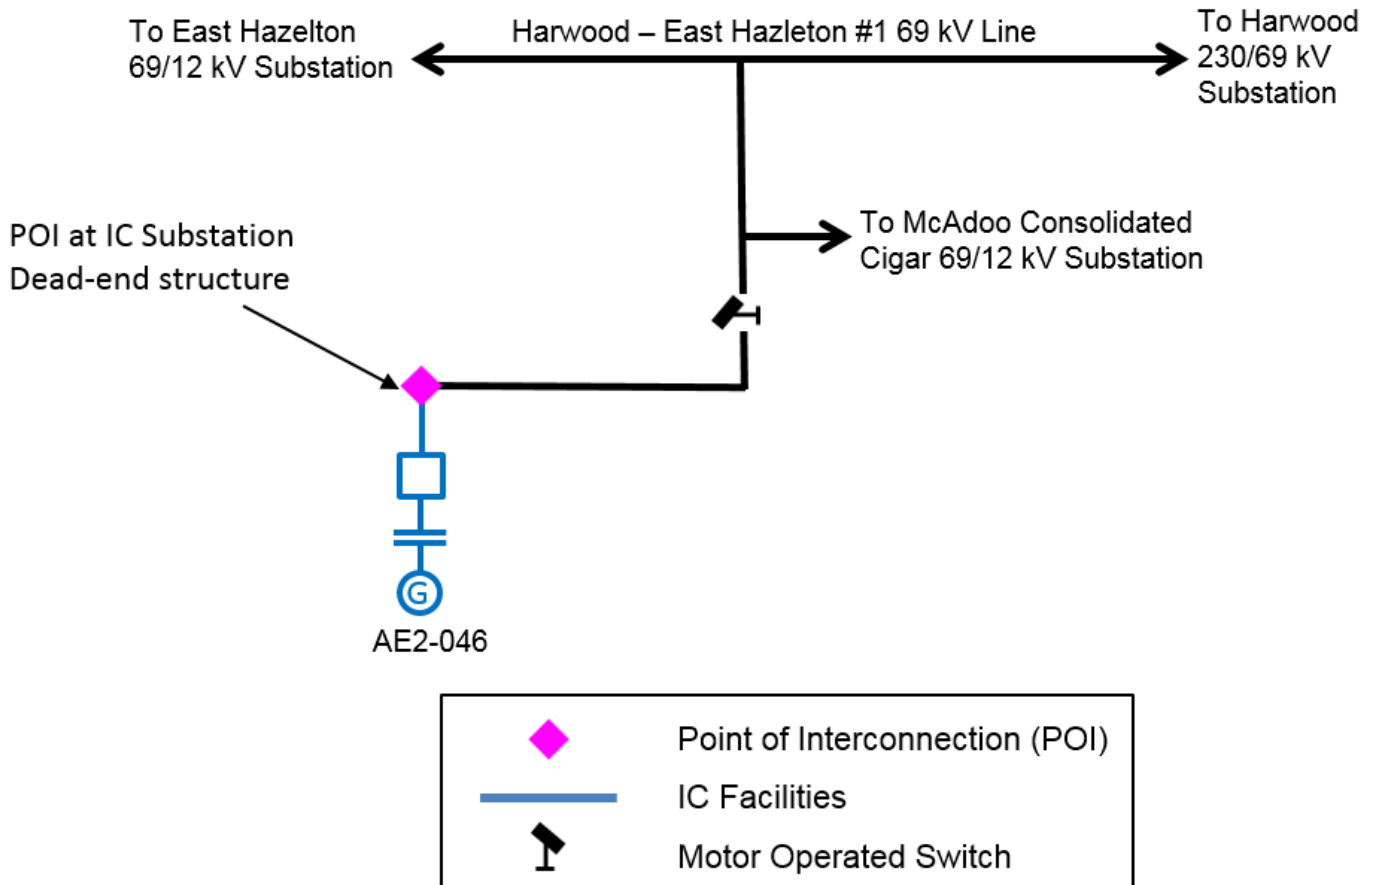 To East Hazelton
69/12 kV Substation
Harwood – East Hazleton #1 69 kV Line
To Harwood
230/69 kV
Substation
POI at IC Substation
Dead-end structure
To McAdoo Consolidated
Cigar 69/12 kV Substation
G
AE2-046
Point of Interconnection (POI)
IC Facilities
Motor Operated Switch